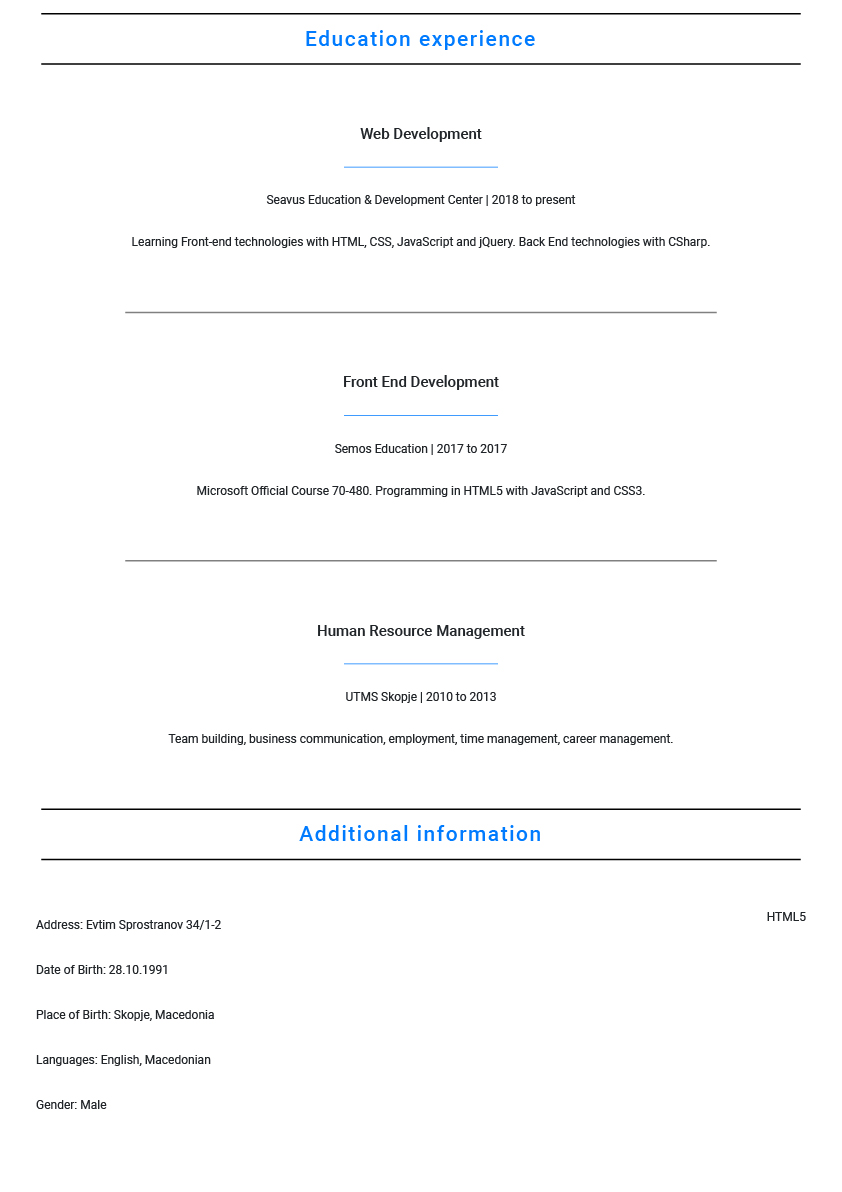 Education experience
Web Development
Seavus Education & Development Center | 2018 to present
Learning Front-end technologies with HTML, CSS, JavaScript and jQuery. Back End technologies with CSharp.
Front End Development
Semos Education | 2017 to 2017
Microsoft Official Course 70-480. Programming in HTML5 with JavaScript and CSS3.
Human Resource Management
UTMS Skopje | 2010 to 2013
Team building, business communication, employment, time management, career management.
Additional information
HTML5
Address: Evtim Sprostranov 34/1-2
Date of Birth: 28.10.1991
Place of Birth: Skopje, Macedonia
Languages: English, Macedonian
Gender: Male